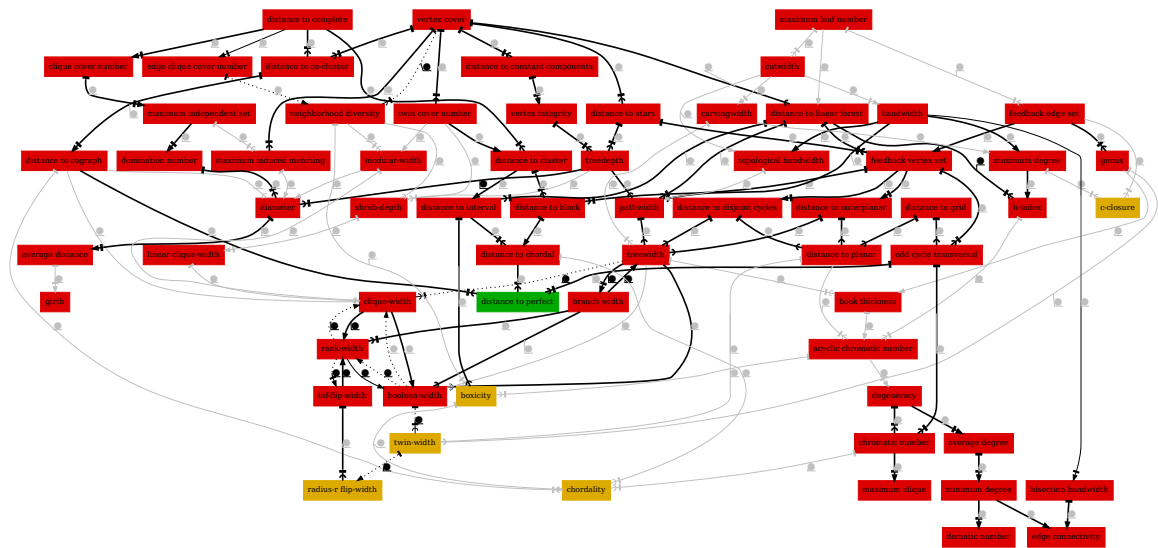 distance to complete
vertex cover
maximum leaf number
clique cover number
edge clique cover number
distance to co-cluster
distance to constant components
cutwidth
maximum independent set
neighborhood diversity
twin cover number
vertex integrity
distance to stars
carvingwidth
distance to linear forest
bandwidth
feedback edge set
distance to cograph
domination number
maximum induced matching
modular-width
distance to cluster
treedepth
topological bandwidth
feedback vertex set
maximum degree
genus
diameter
shrub-depth
distance to interval
distance to block
pathwidth
distance to disjoint cycles
distance to outerplanar
distance to grid
h-index
c-closure
average distance
linear clique-width
distance to chordal
treewidth
distance to planar
odd cycle transversal
girth
clique-width
distance to perfect
branch width
book thickness
rank-width
acyclic chromatic number
inf-flip-width
boolean-width
boxicity
degeneracy
twin-width
chromatic number
average degree
radius-r flip-width
chordality
maximum clique
minimum degree
bisection bandwidth
domatic number
edge connectivity